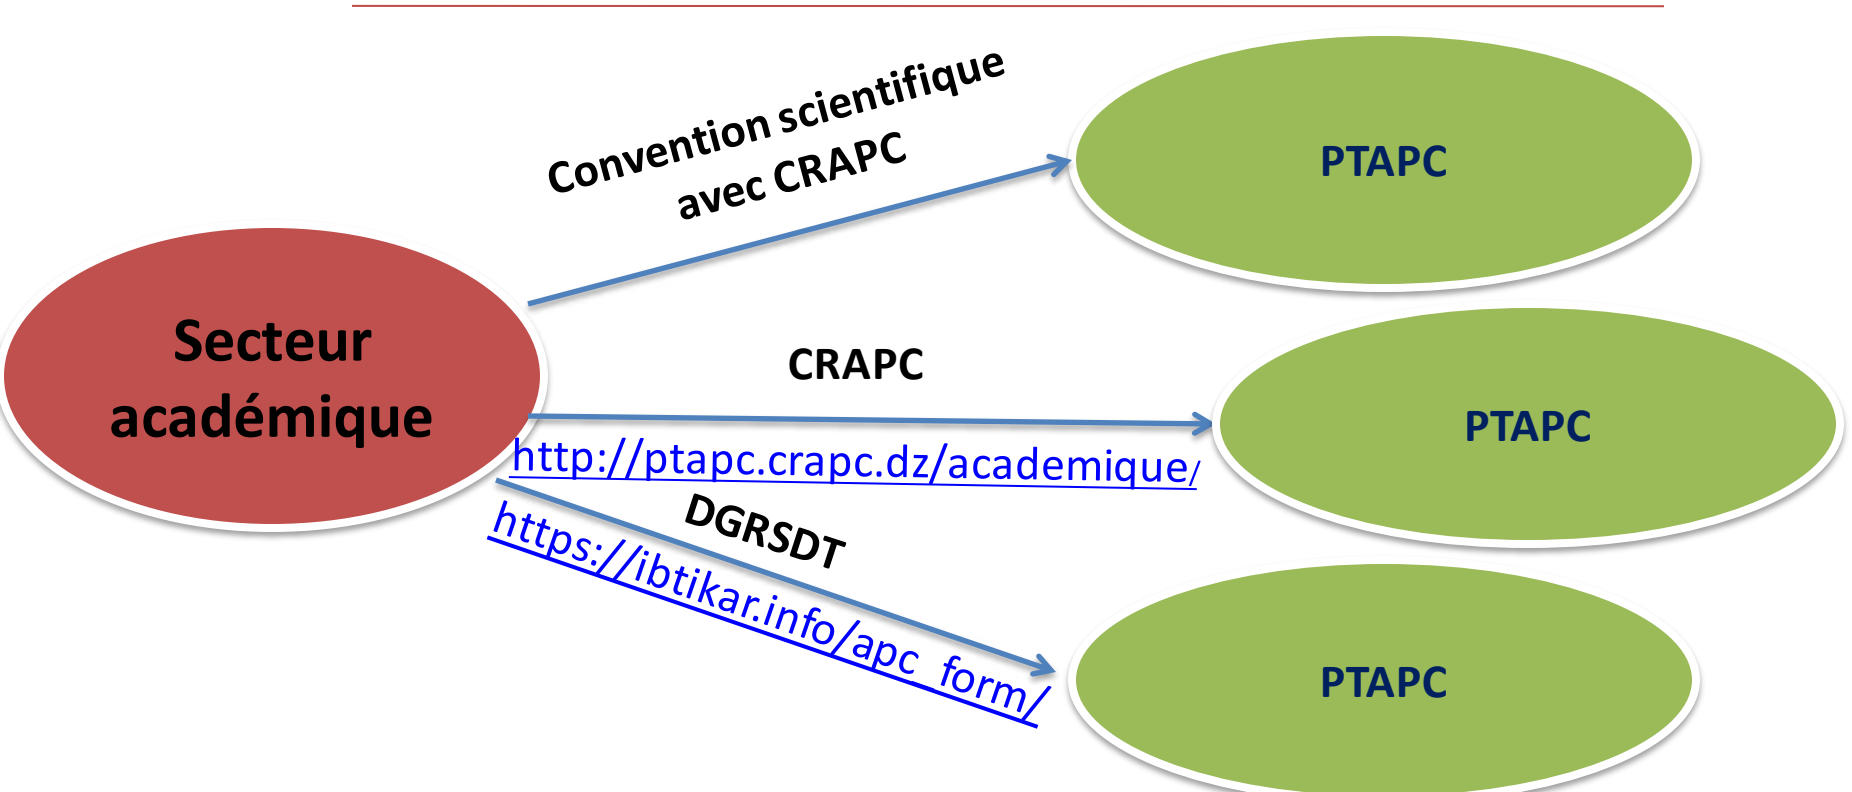 Convention scientifique
avec CRAPC
PTAPC
Secteur
académique
CRAPC
http://ptapc.crapc.dz/academique/
PTAPC
DGRSDT
https://ibtikar.info/apc_form/
PTAPC